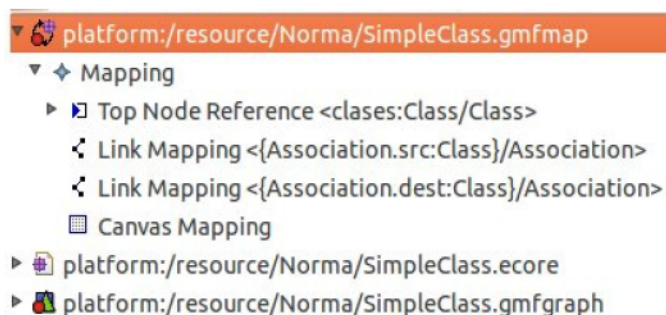 platform:/resource/Norma/SimpleClass.gmfmap
Mapping
Top Node Reference <clases:Class/Class>
Link Mapping <{Association.src:Class}/Association>
Link Mapping <{Association.dest:Class}/Association>
Canvas Mapping
platform:/resource/Norma/SimpleClass.ecore
platform:/resource/Norma/SimpleClass.gmfgraph